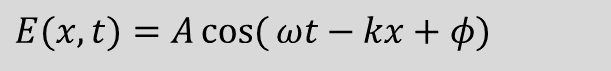 E(x, t) = A cos( ωt − kx + ϕ)